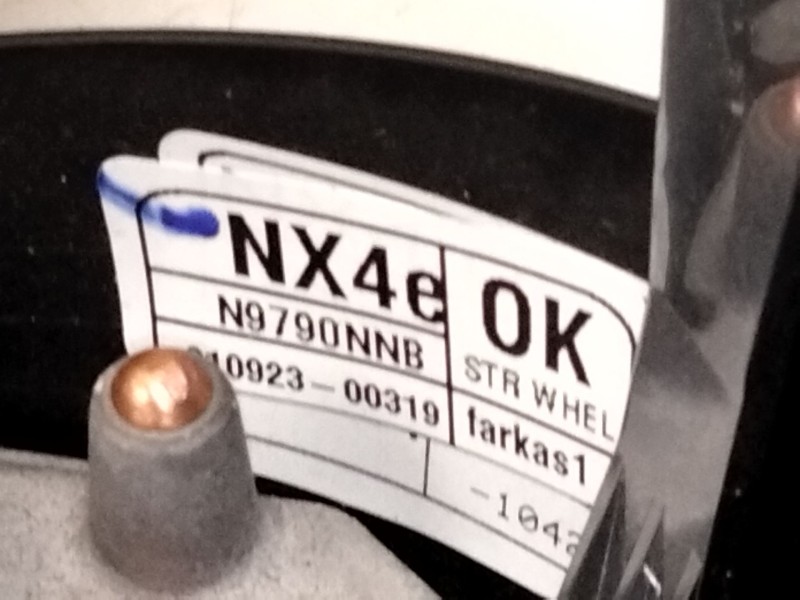 NX4e
OK
N9790NNB
STR WHEL
10923-00319
farkas1
-1042